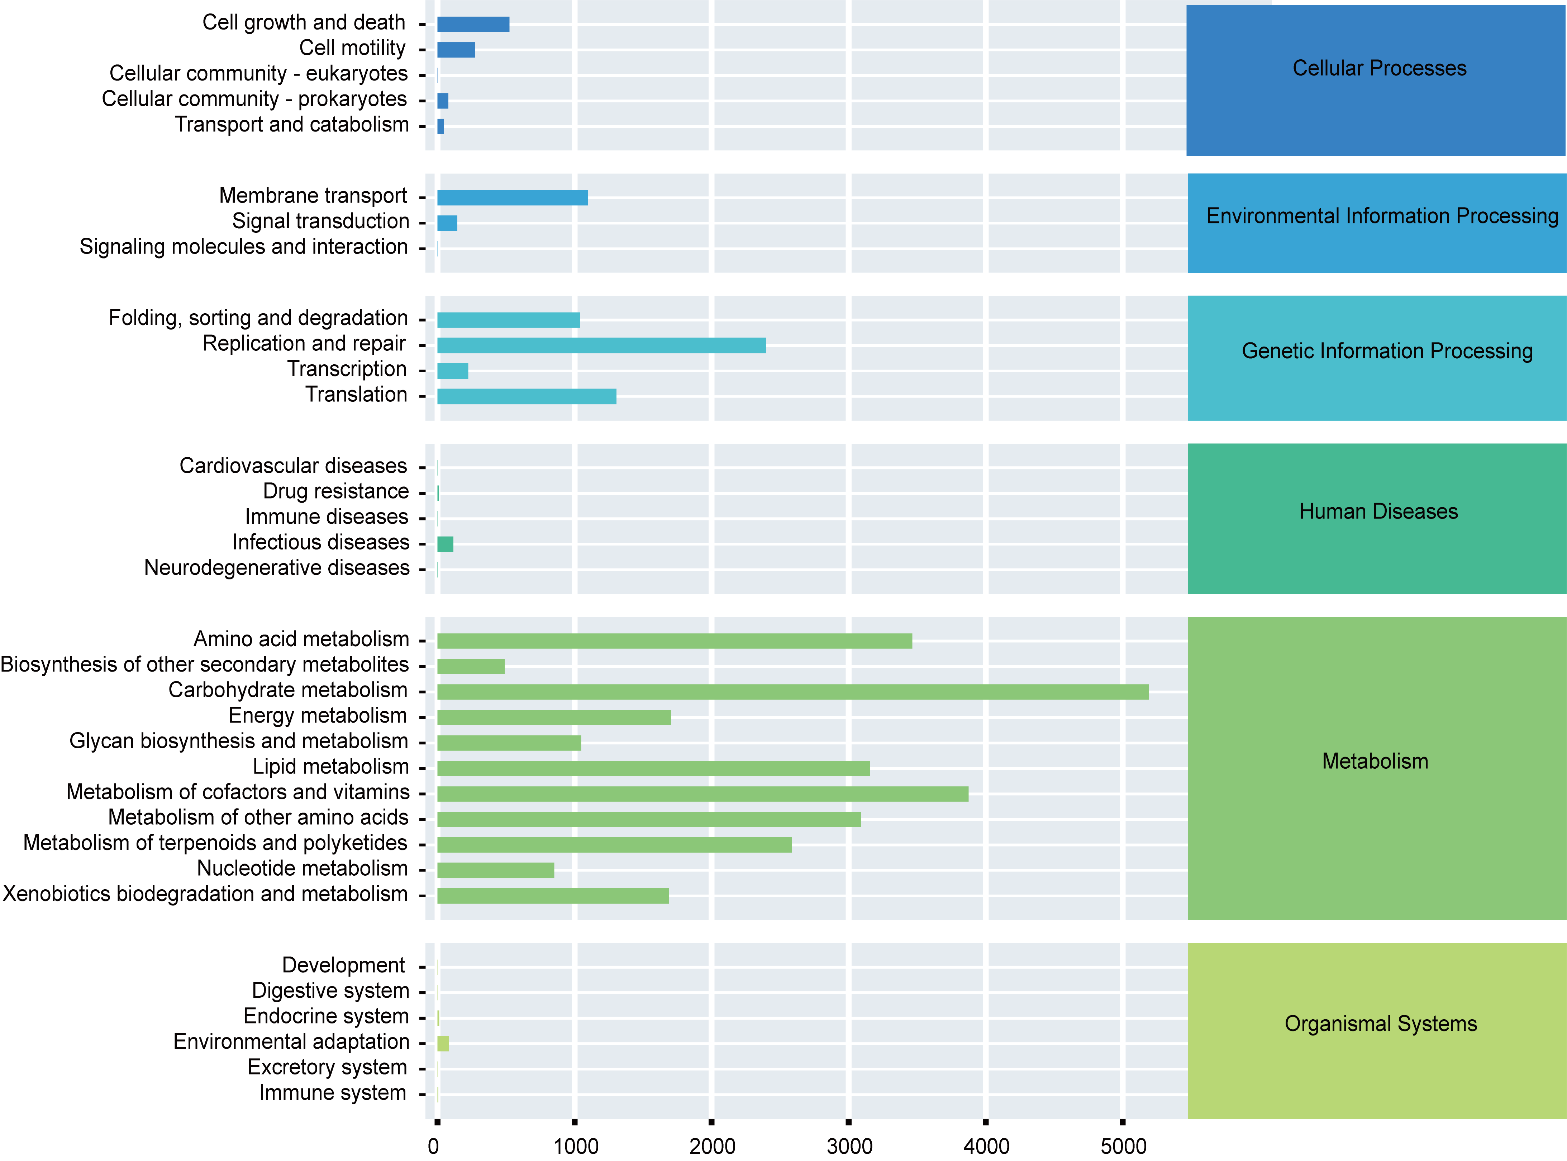 Cell growth and death
Cell motility
Cellular community - eukaryotes
Cellular community - prokaryotes
Transport and catabolism
Cellular Processes
Membrane transport
Signal transduction
Signaling molecules and interaction
Environmental Information Processing
Folding, sorting and degradation
Replication and repair
Transcription
Translation
Genetic Information Processing
Cardiovascular diseases
Drug resistance
Immune diseases
Infectious diseases
Neurodegenerative diseases
Human Diseases
Amino acid metabolism
Biosynthesis of other secondary metabolites
Carbohydrate metabolism
Energy metabolism
Glycan biosynthesis and metabolism
Lipid metabolism
Metabolism of cofactors and vitamins
Metabolism of other amino acids
Metabolism of terpenoids and polyketides
Nucleotide metabolism
Xenobiotics biodegradation and metabolism
Metabolism
Development
Digestive system
Endocrine system
Environmental adaptation
Excretory system
Immune system
Organismal Systems
0 1000 2000 3000 4000 5000